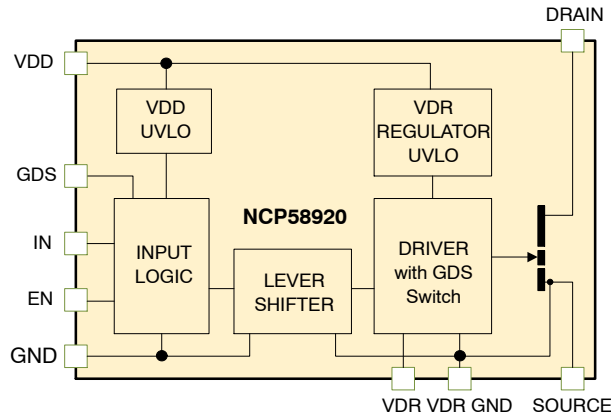 DRAIN
VDD
VDD
UVLO
VDR
REGULATOR
UVLO
GDS
NCP58920
IN
INPUT
LOGIC
DRIVER
with GDS
Switch
LEVER
SHIFTER
EN
GND
VDR
VDR GND
SOURCE